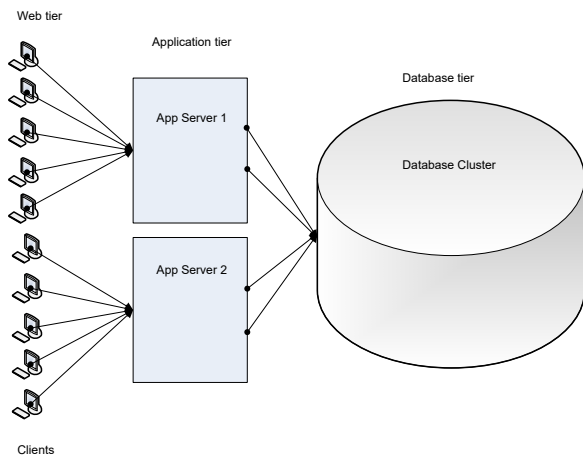 Web tier
Application tier
Database tier
App Server 1
Database Cluster
App Server 2
Clients